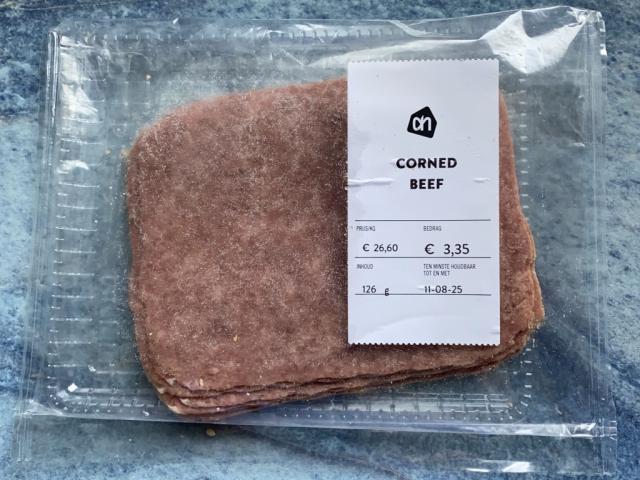 ah
CORNED
BEEF
PRIJS/KG BEDRAG
€ 26,60 € 3,35
INHOUD TEN MINSTE HOUDBAAR
TOT EN MET
126 g 11-08-25